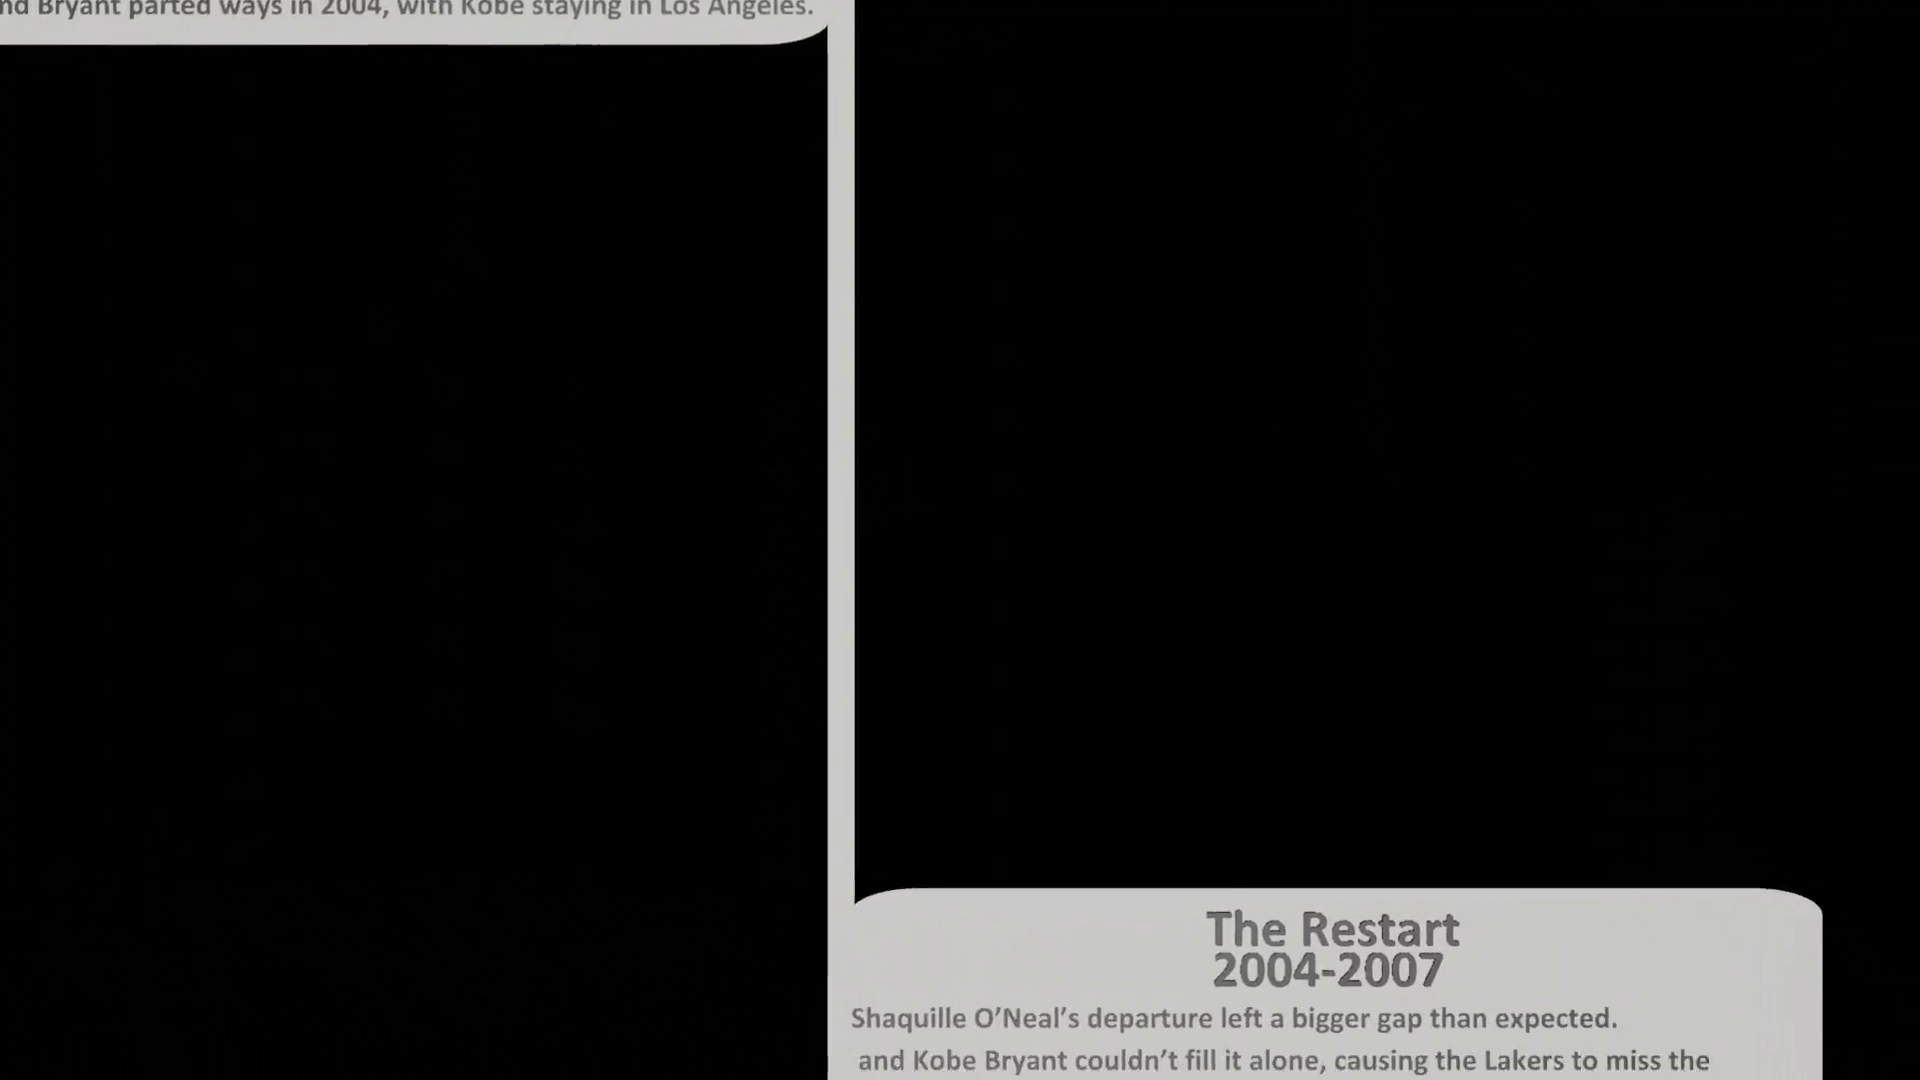 nd Bryant parted ways in 2004, with Kobe staying in Los Angeles.
The Restart
2004-2007
Shaquille O’Neal’s departure left a bigger gap than expected.
and Kobe Bryant couldn’t fill it alone, causing the Lakers to miss the